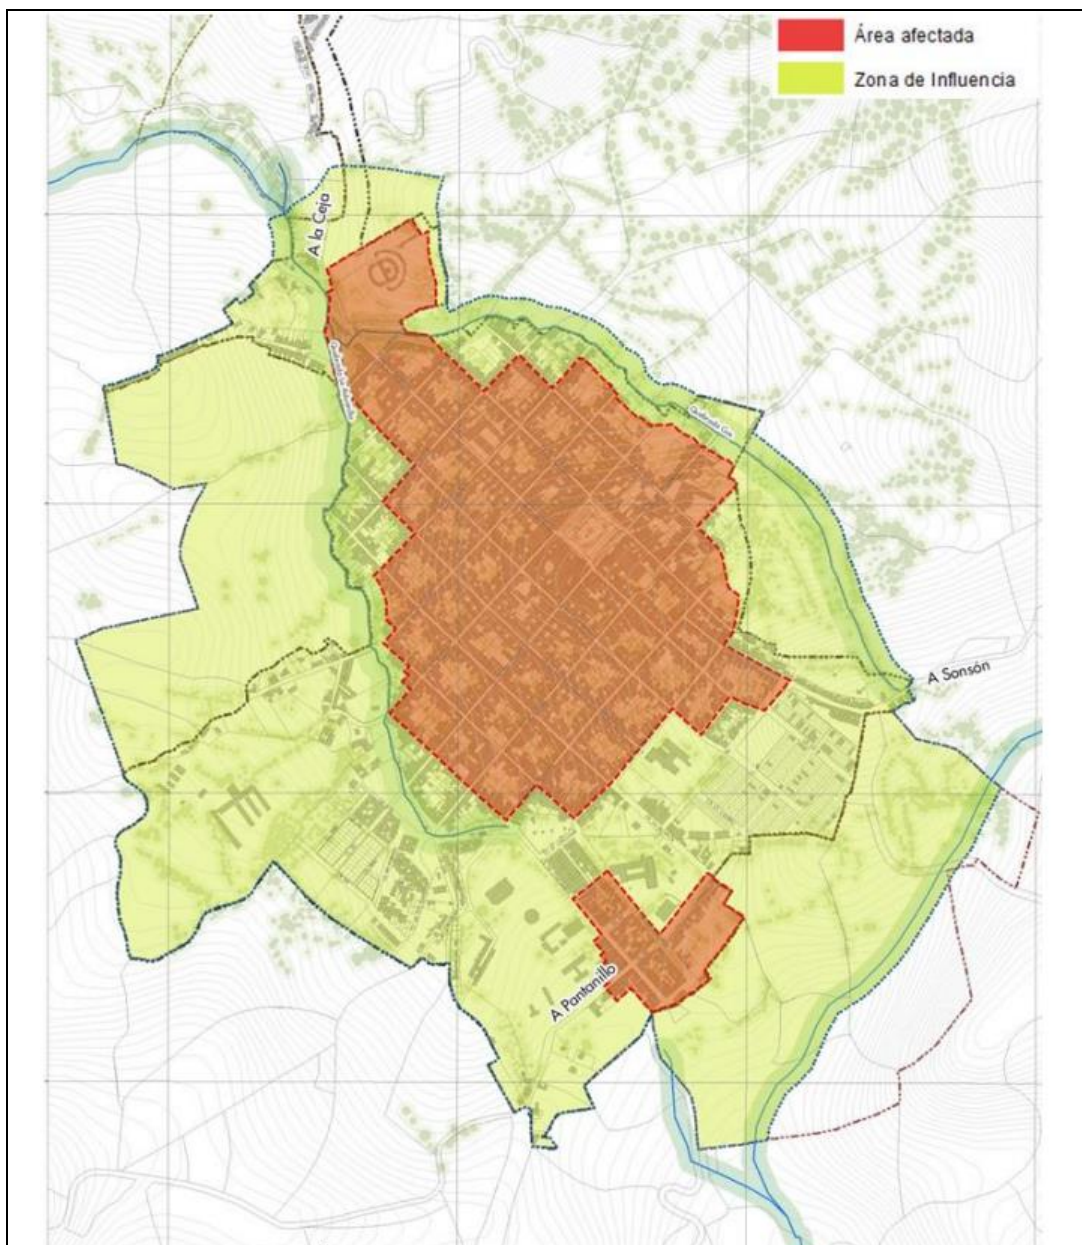 Área afectada
Zona de Influencia
A la Ceja
A Sonsón
A Pantanillo